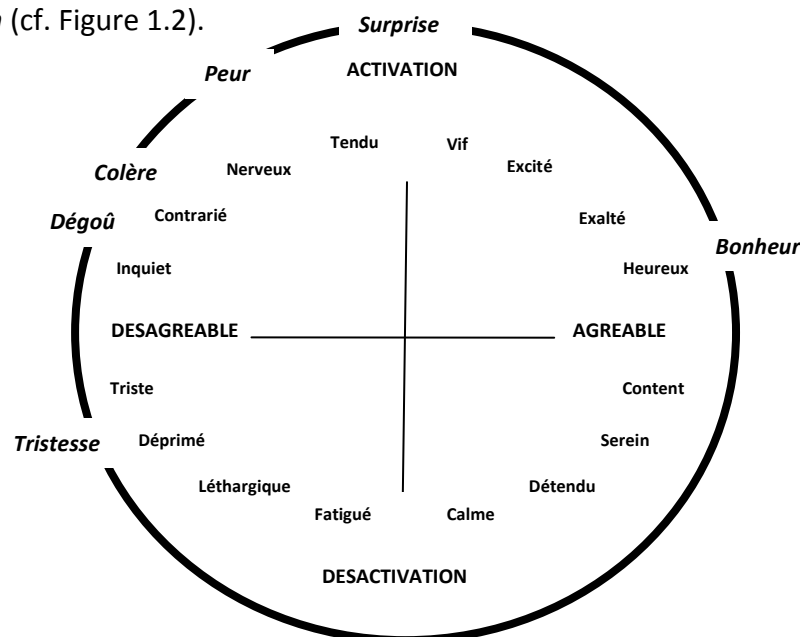 (cf. Figure 1.2).
Surprise
ACTIVATION
Peur
Tendu
Vif
Nerveux
Excité
Colère
Contrarié
Exalté
Dégoû
Bonheur
Inquiet
Heureux
DESAGREABLE
AGREABLE
Triste
Content
Tristesse
Déprimé
Serein
Léthargique
Détendu
Fatigué
Calme
DESACTIVATION